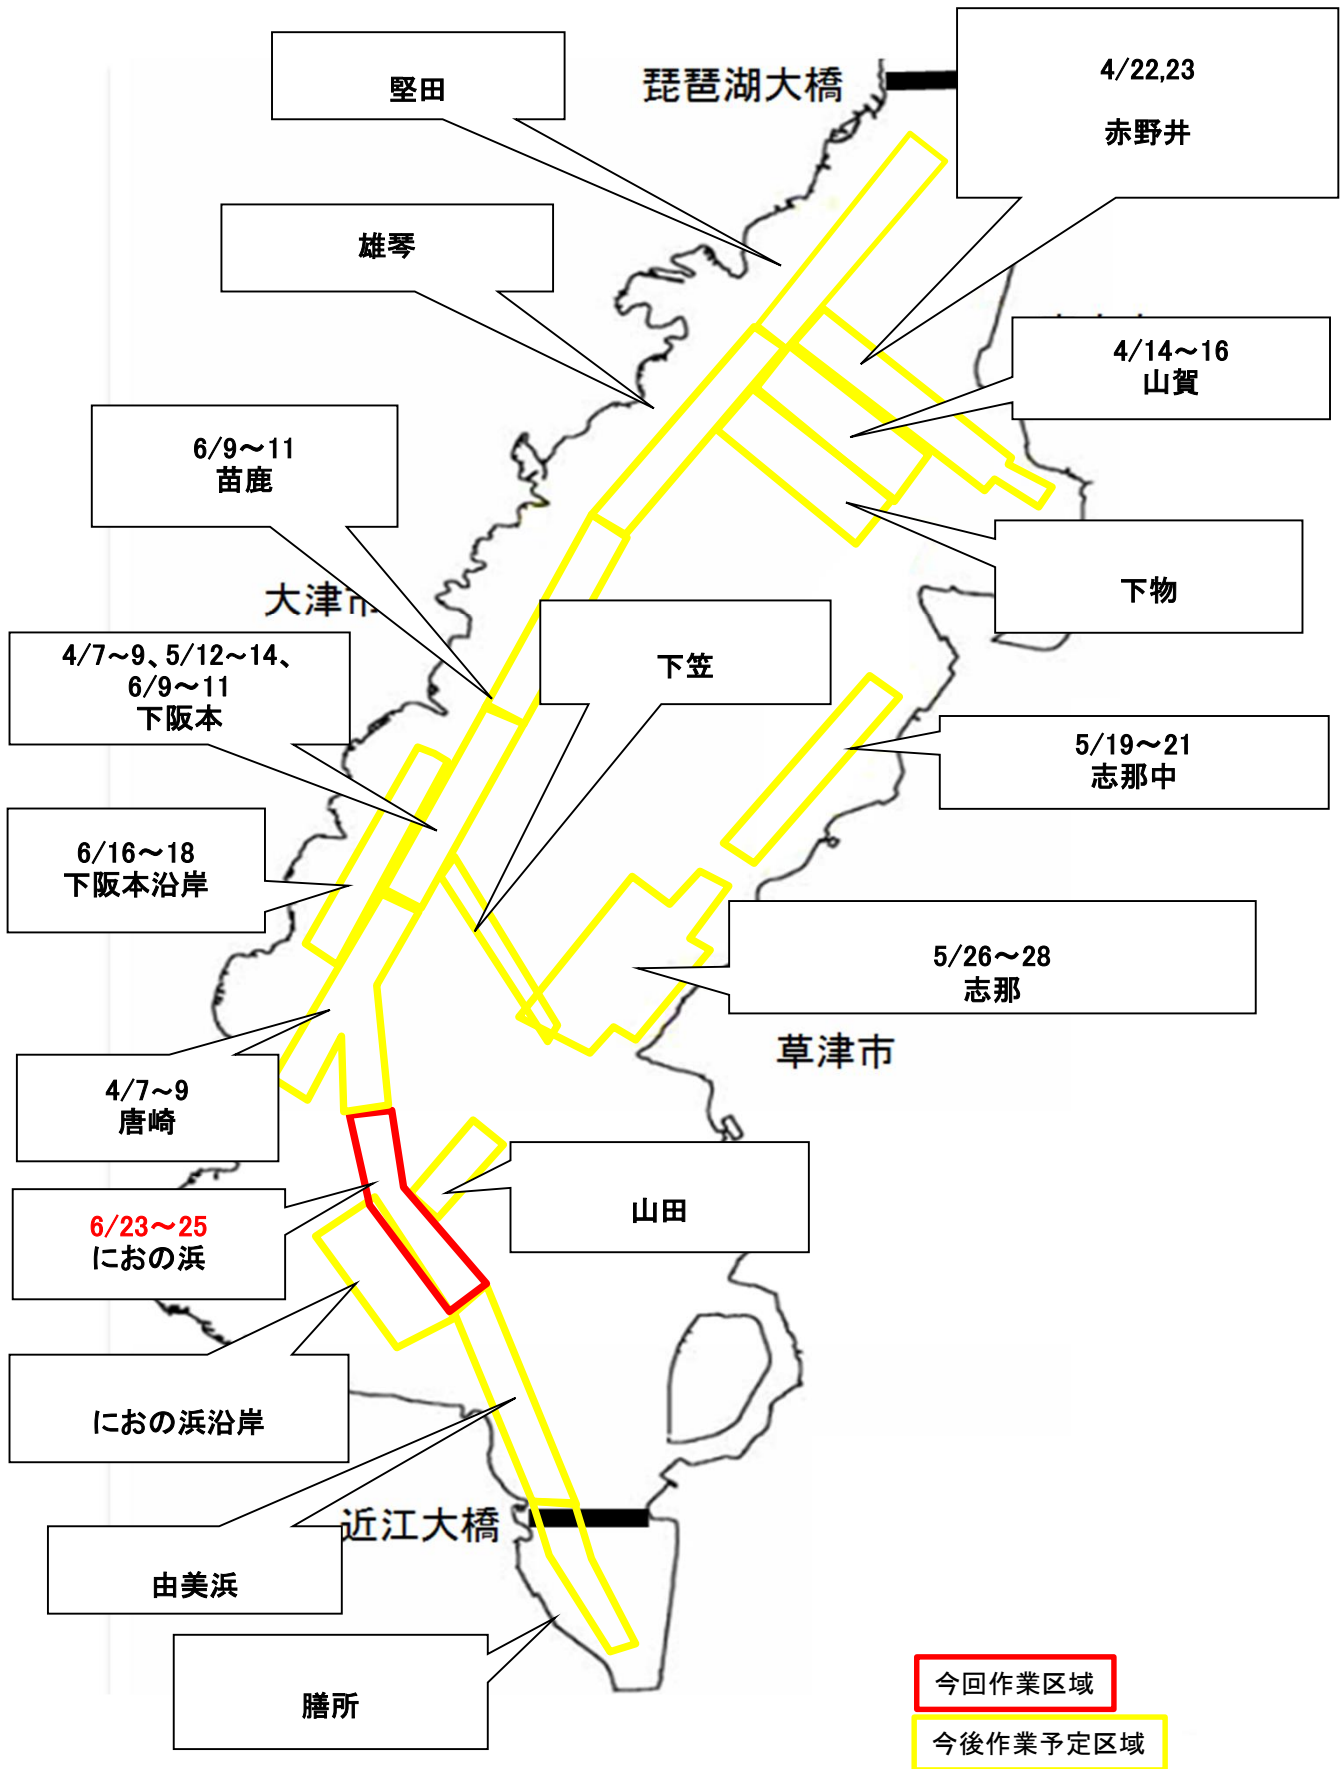 堅田
琵琶湖大橋
4/22,23
赤野井
雄琴
4/14～16
山賀
6/9～11
苗鹿
下物
大津市
4/7～9、5/12～14、
6/9～11
下阪本
下笠
5/19～21
志那中
6/16～18
下阪本沿岸
5/26～28
志那
草津市
4/7～9
唐崎
山田
6/23～25
におの浜
におの浜沿岸
近江大橋
由美浜
膳所
今回作業区域
今後作業予定区域